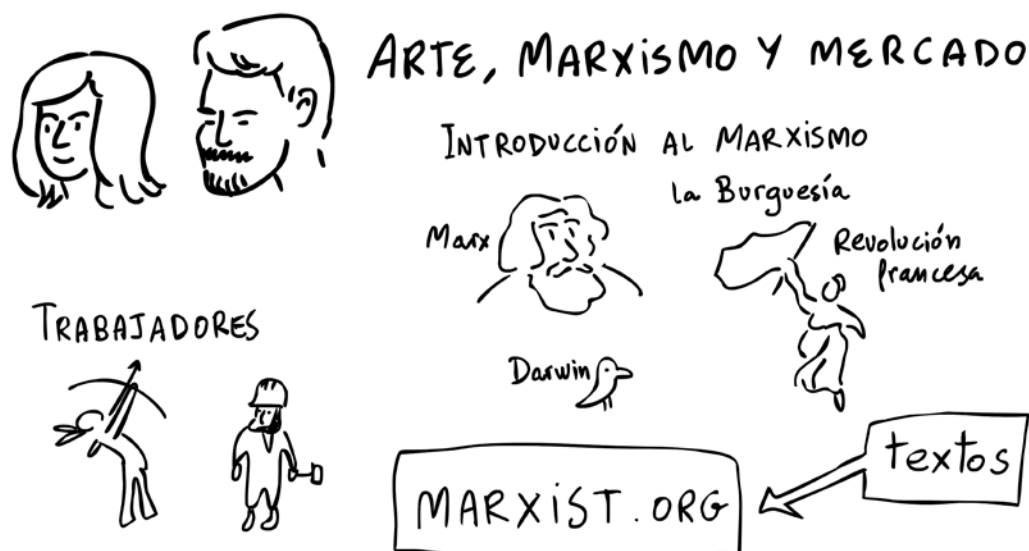 ARTE, MARXiSMO Y MERCADO
INTRODUCCIÓN AL MARXiSMO
la Burguesía
Marx
Revolución
francesa
TRABAJADORES
Darwin
textos
MARXiST.ORG